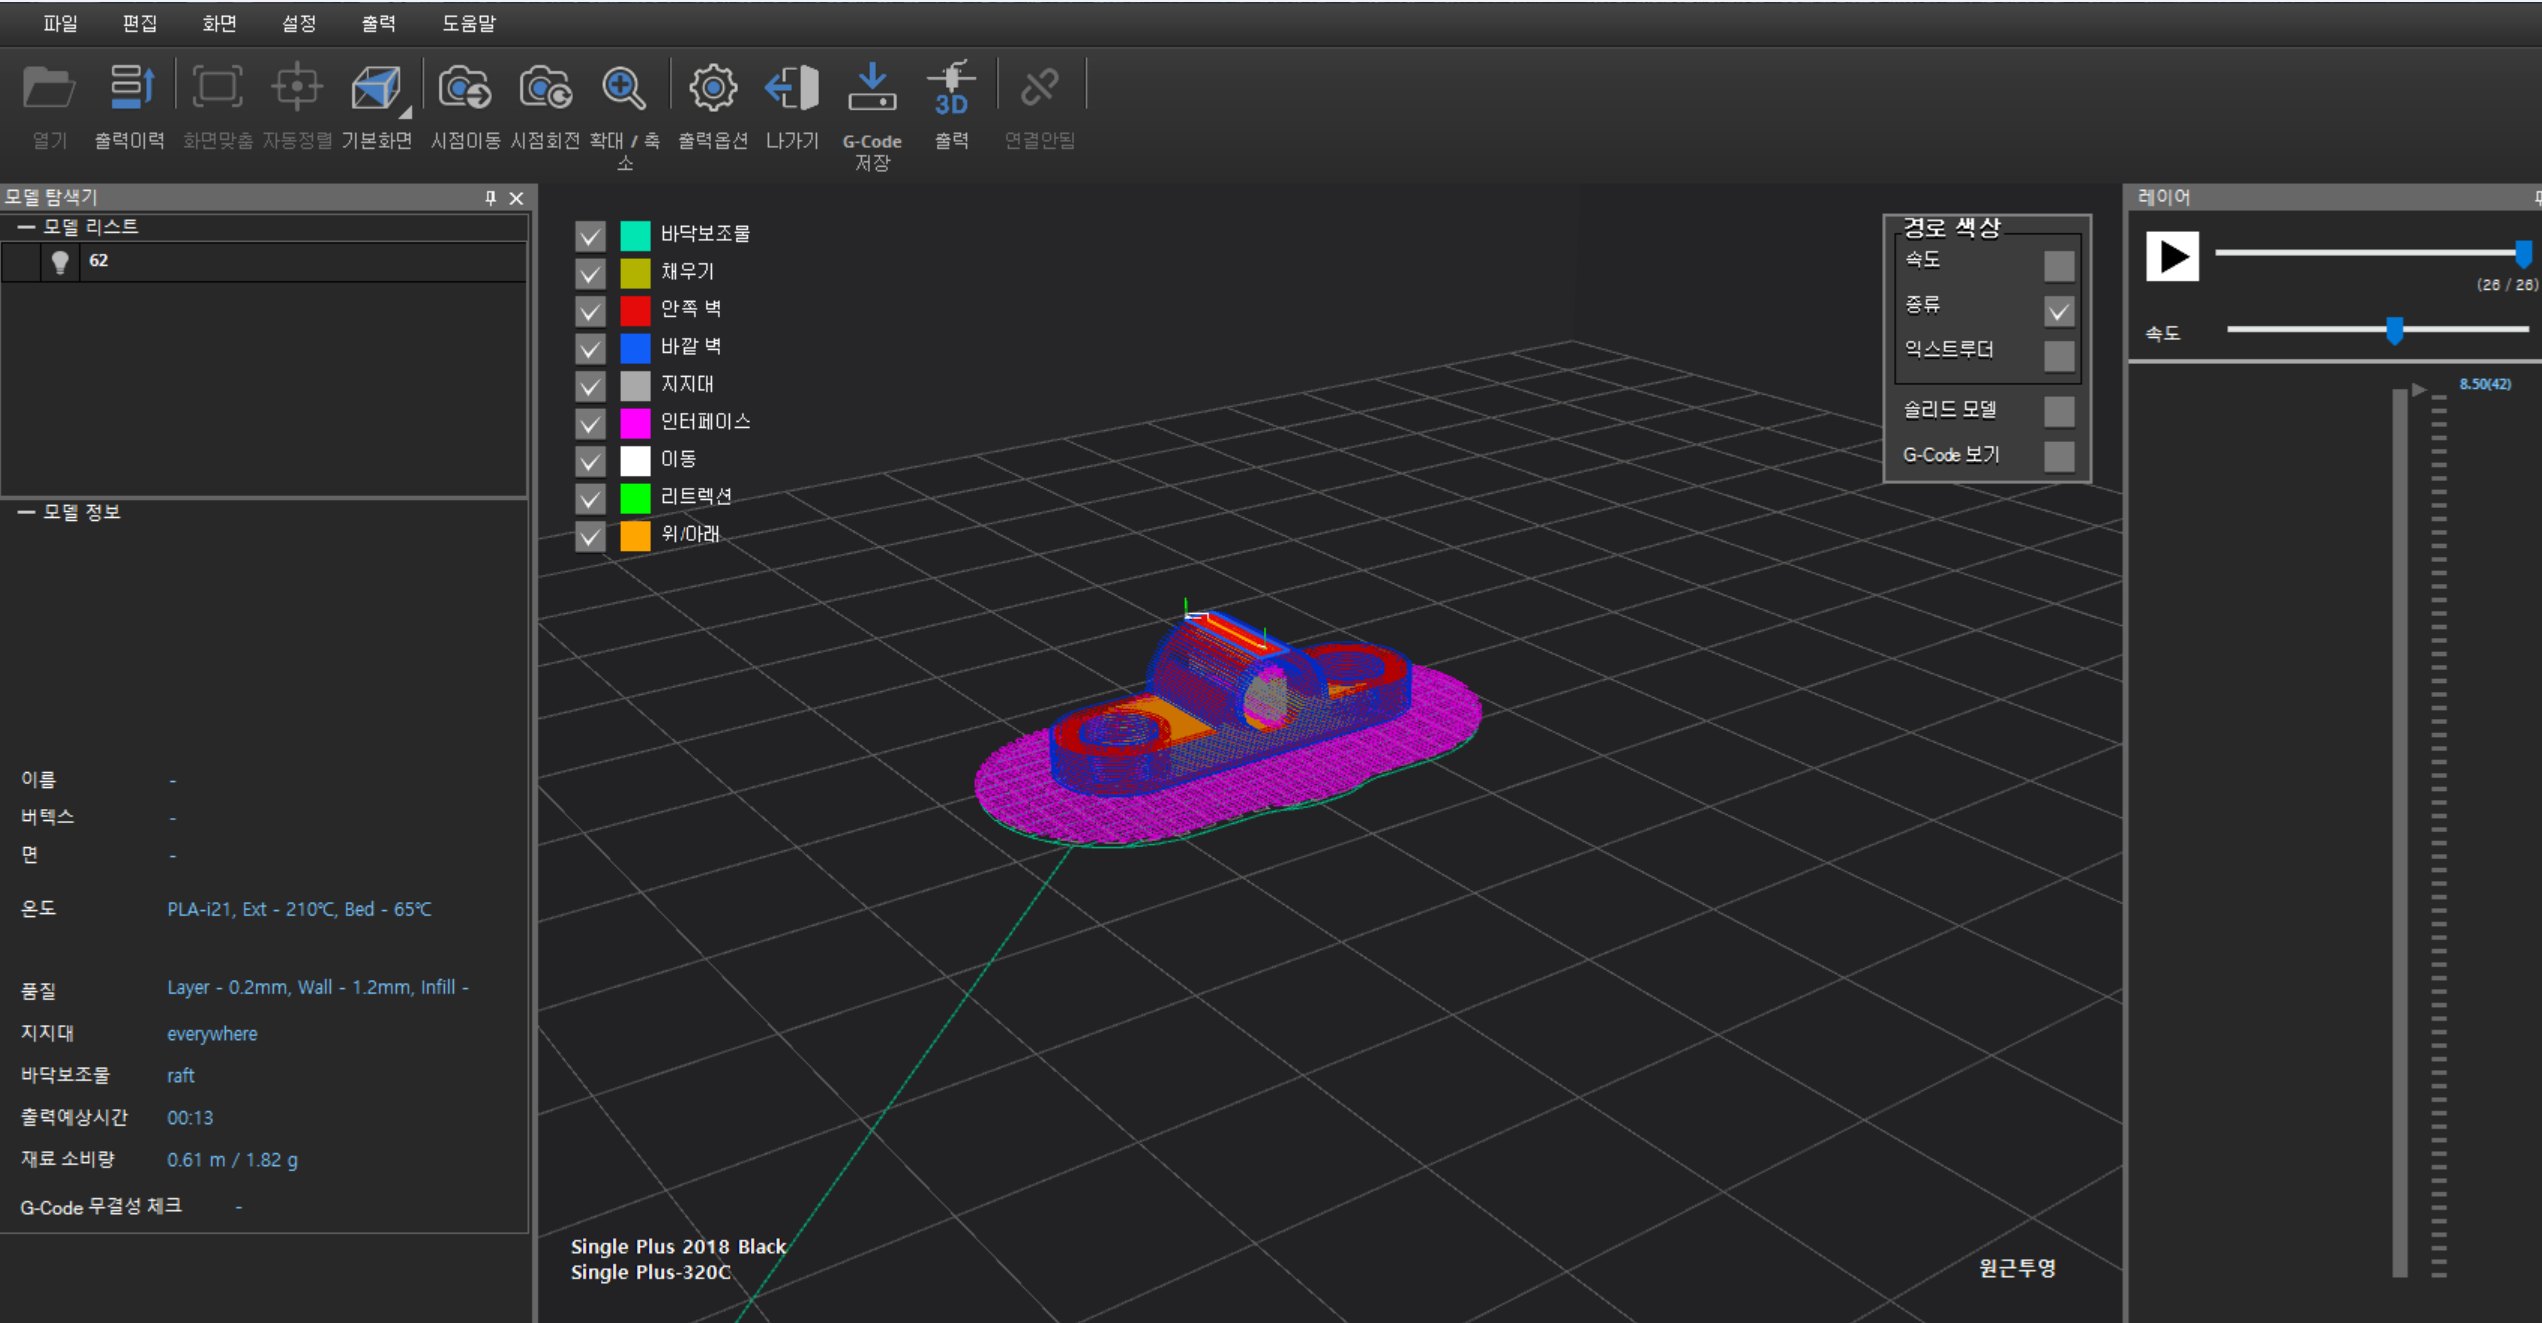 파일 편집 화면 설정 출력 도움말
열기 출력이력 화면맞춤 자동정렬 기본화면 시점이동 시점회전 확대 / 축소 출력옵션 나가기 G-Code 저장 3D 출력 연결안됨
모델 탐색기
모델 리스트
62
모델 정보
이름 -
버텍스 -
면 -
온도 PLA-i21, Ext - 210℃, Bed - 65℃
품질 Layer - 0.2mm, Wall - 1.2mm, Infill -
지지대 everywhere
바닥보조물 raft
출력예상시간 00:13
재료 소비량 0.61 m / 1.82 g
G-Code 무결성 체크 -
바닥보조물
채우기
안쪽 벽
바깥 벽
지지대
인터페이스
이동
리트렉션
위/아래
Single Plus 2018 Black
Single Plus-320C
원근투영
경로 색상
속도
종류
익스트루더
솔리드 모델
G-Code 보기
레이어
(26 / 26)
속도
8.50(42)